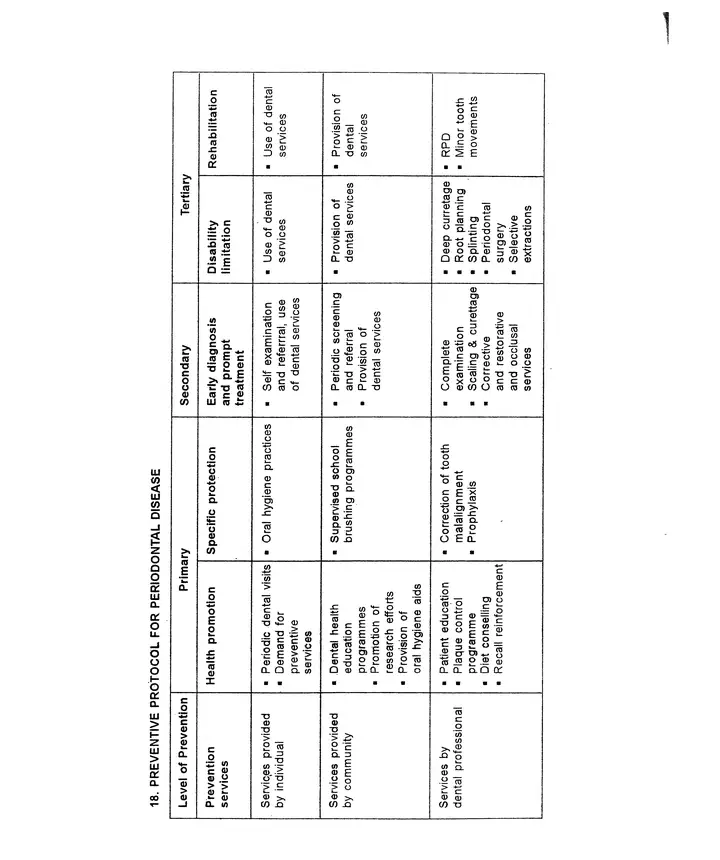 18. PREVENTIVE PROTOCOL FOR PERIODONTAL DISEASE
Level of Prevention
Primary
Secondary
Tertiary
Prevention
services
Health promotion
Specific protection
Early diagnosis
and prompt
treatment
Disability
limitation
Rehabilitation
Services provided
by individual
▪ Periodic dental visits
▪ Demand for
preventive
services
▪ Oral hygiene practices
▪ Self examination
and referrral, use
of dental services
▪ Use of dental
services
▪ Use of dental
services
Services provided
by community
▪ Dental health
education
programmes
▪ Promotion of
research efforts
▪ Provision of
oral hygiene aids
▪ Supervised school
brushing programmes
▪ Periodic screening
and referral
▪ Provision of
dental services
▪ Provision of
dental services
▪ Provision of
dental
services
Services by
dental professional
▪ Patient education
▪ Plaque control
programme
▪ Diet conselling
▪ Recall reinforcement
▪ Correction of tooth
malalignment
▪ Prophylaxis
▪ Complete
examination
▪ Scaling & curettage
▪ Corrective
and restorative
and occlusal
services
▪ Deep curretage
▪ Root planning
▪ Splinting
▪ Periodontal
surgery
▪ Selective
extractions
▪ RPD
▪ Minor tooth
movements